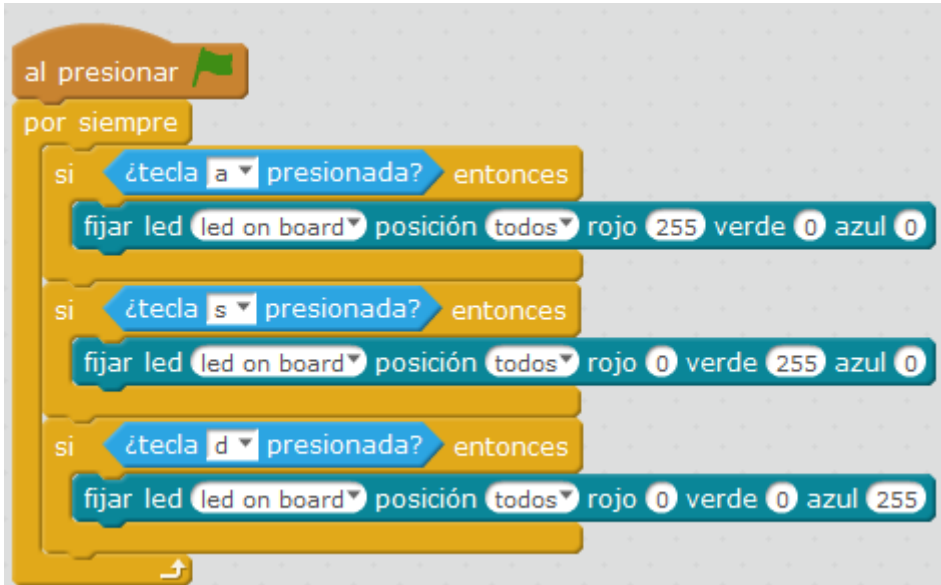 al presionar
por siempre
si ¿tecla a presionada? entonces
fijar led led on board posición todos rojo 255 verde 0 azul 0
si ¿tecla s presionada? entonces
fijar led led on board posición todos rojo 0 verde 255 azul 0
si ¿tecla d presionada? entonces
fijar led led on board posición todos rojo 0 verde 0 azul 255